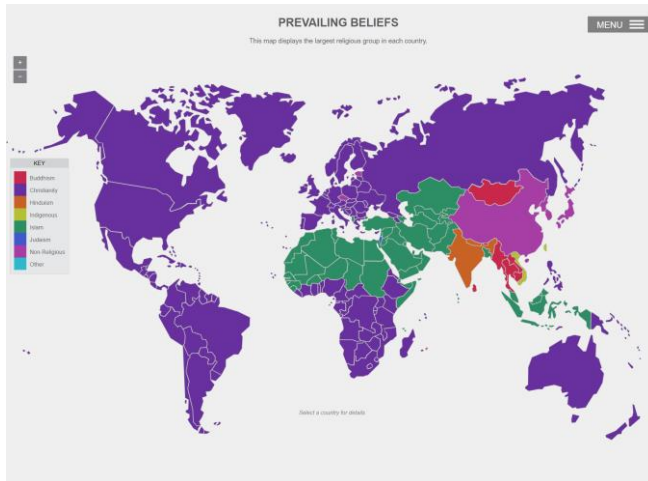 PREVAILING BELIEFS
MENU
This map displays the largest religious group in each country.
+
−
KEY
Buddhism
Christianity
Hinduism
Indigenous
Islam
Judaism
Non-Religious
Other
Select a country for details